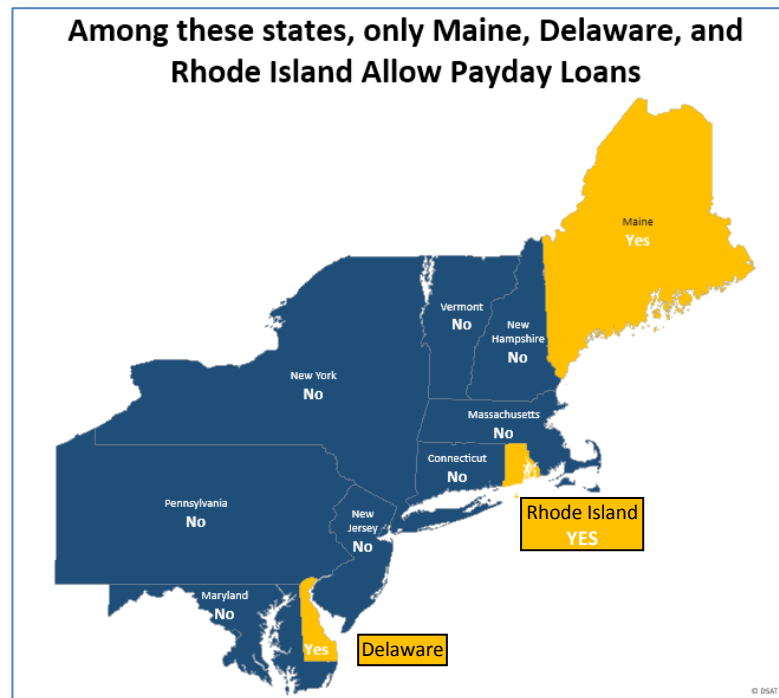 Among these states, only Maine, Delaware, and
Rhode Island Allow Payday Loans
Maine
Yes
Vermont
No
New
Hampshire
No
New York
No
Massachusetts
No
Connecticut
No
Rhode Island
YES
Pennsylvania
No
New
Jersey
No
Maryland
No
Yes
Delaware
© DSAT